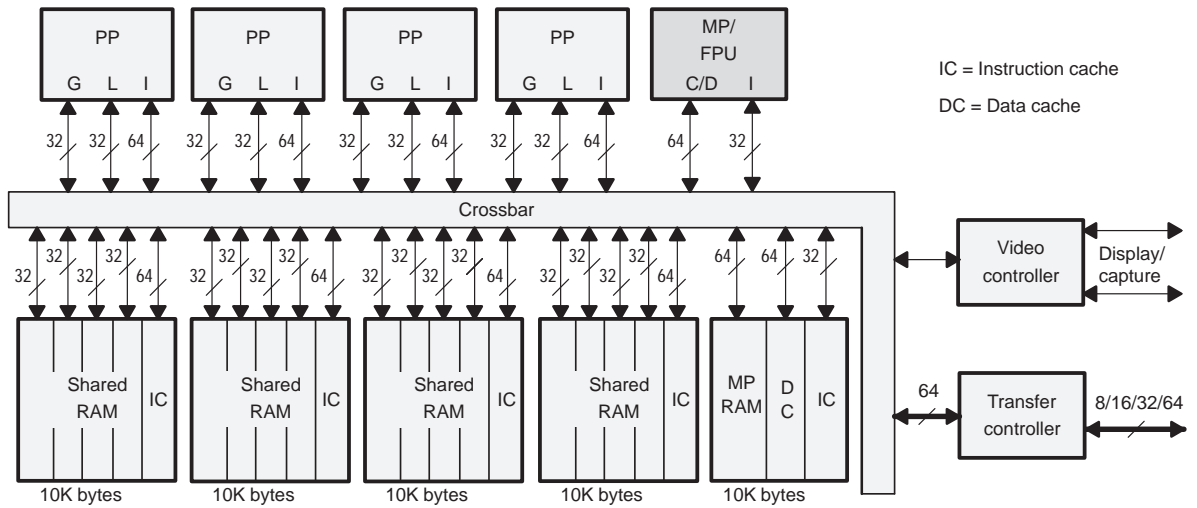 PP
G L I
PP
G L I
PP
G L I
PP
G L I
MP/
FPU
C/D I
IC = Instruction cache
DC = Data cache
32 32 64
32 32 64
32 32 64
32 32 64
64 32
Crossbar
32 32 32 32 64
32 32 32 32 64
32 32 32 32 64
32 32 32 32 64
64 64 32
Video
controller
Display/
capture
Shared
RAM
IC
Shared
RAM
IC
Shared
RAM
IC
Shared
RAM
IC
MP
RAM
D
C
IC
64
Transfer
controller
8/16/32/64
10K bytes
10K bytes
10K bytes
10K bytes
10K bytes